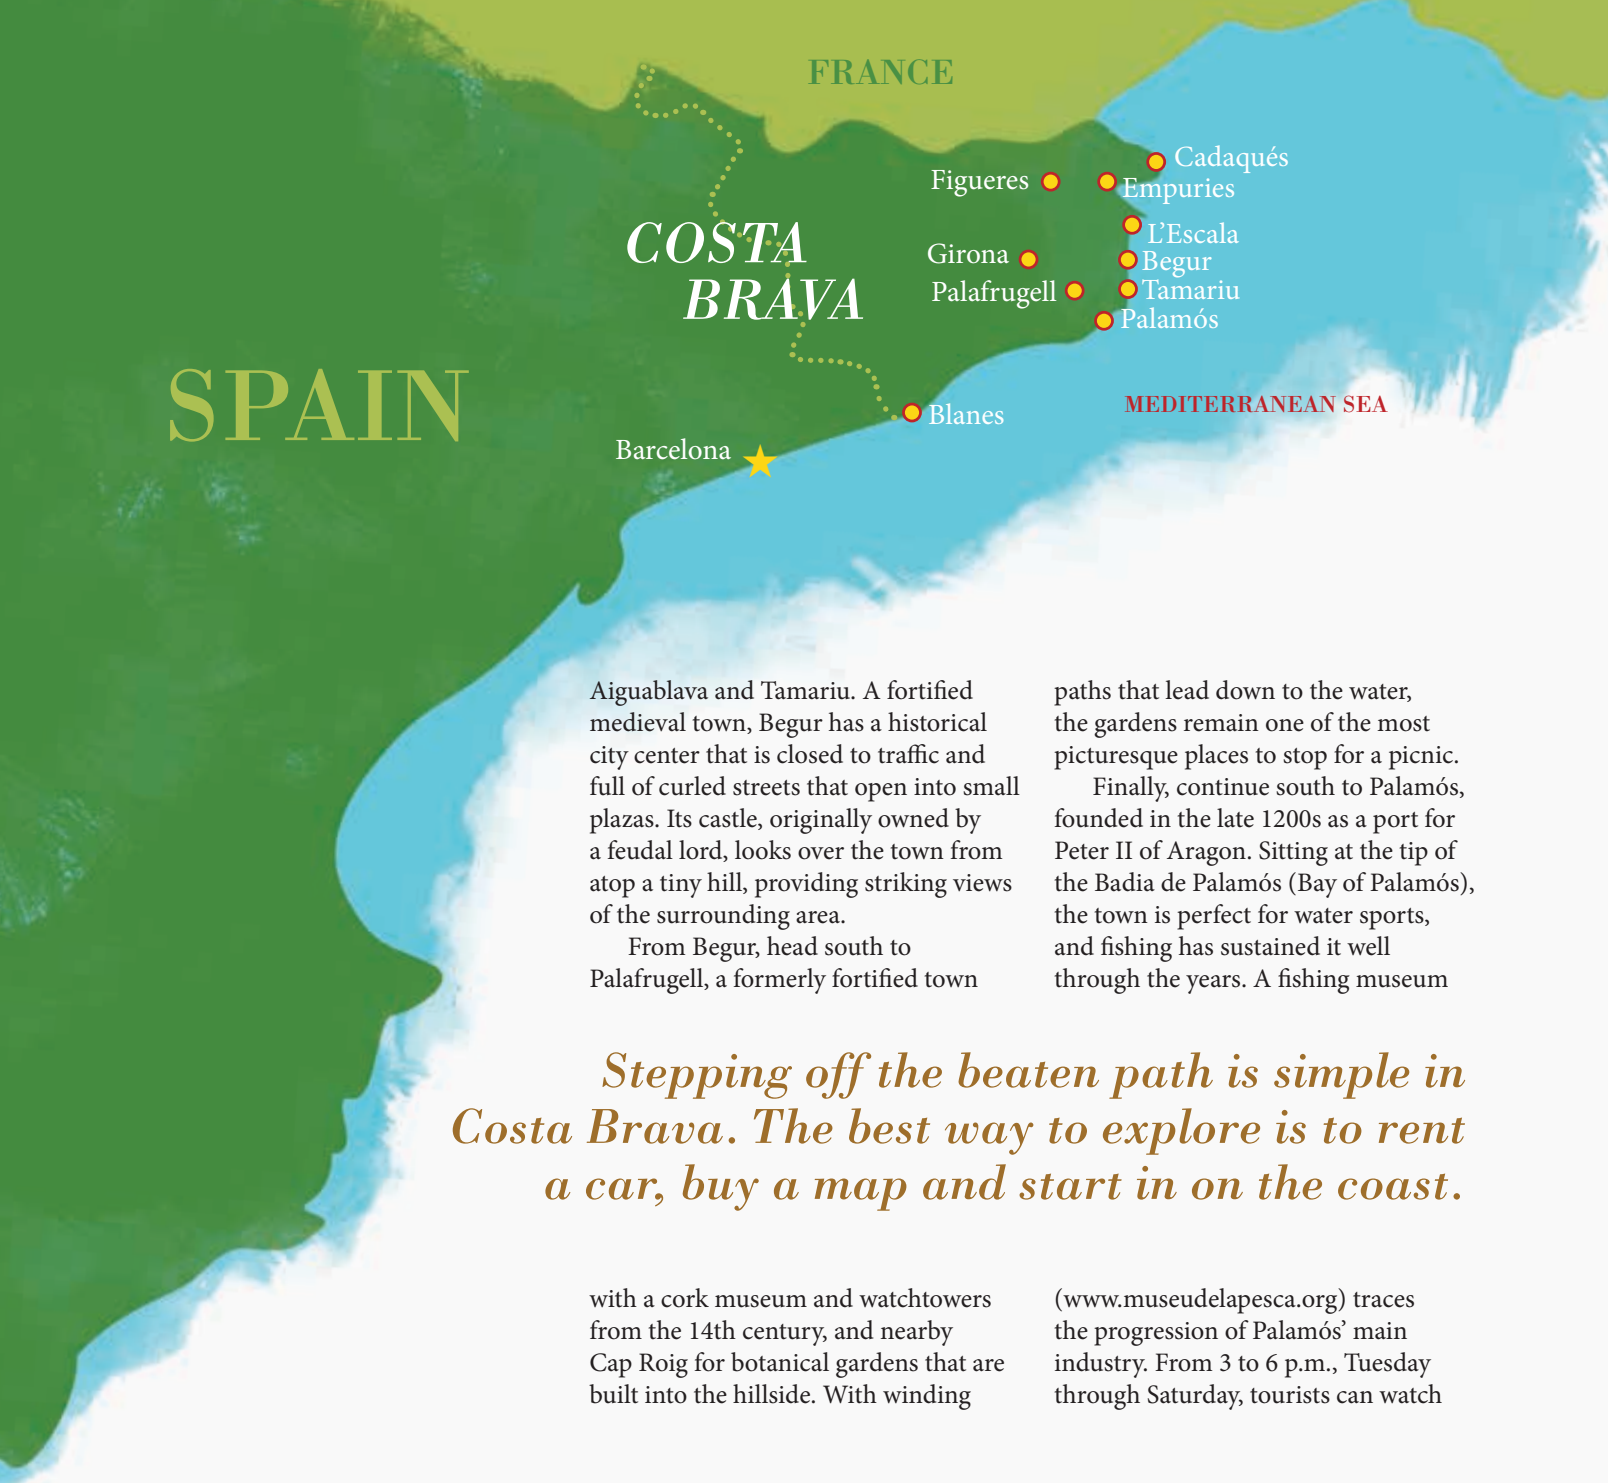 FRANCE
Cadaqués
Figueres
Empuries
COSTA
BRAVA
L’Escala
Girona
Begur
Palafrugell
Tamariu
Palamós
SPAIN
MEDITERRANEAN SEA
Blanes
Barcelona
Aiguablava and Tamariu. A fortified
medieval town, Begur has a historical
city center that is closed to traffic and
full of curled streets that open into small
plazas. Its castle, originally owned by
a feudal lord, looks over the town from
atop a tiny hill, providing striking views
of the surrounding area.
From Begur, head south to
Palafrugell, a formerly fortified town
with a cork museum and watchtowers
from the 14th century, and nearby
Cap Roig for botanical gardens that are
built into the hillside. With winding
paths that lead down to the water,
the gardens remain one of the most
picturesque places to stop for a picnic.
Finally, continue south to Palamós,
founded in the late 1200s as a port for
Peter II of Aragon. Sitting at the tip of
the Badia de Palamós (Bay of Palamós),
the town is perfect for water sports,
and fishing has sustained it well
through the years. A fishing museum
(www.museudelapesca.org) traces
the progression of Palamós’ main
industry. From 3 to 6 p.m., Tuesday
through Saturday, tourists can watch
Stepping off the beaten path is simple in
Costa Brava. The best way to explore is to rent
a car, buy a map and start in on the coast.